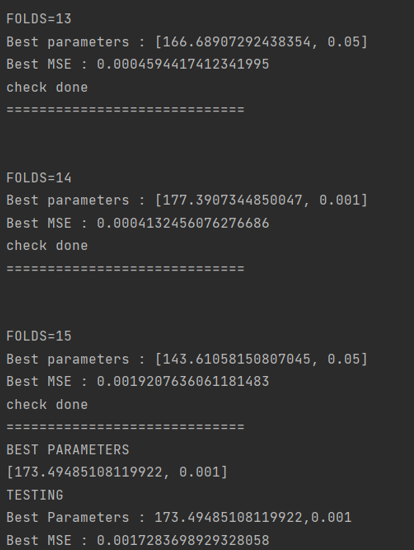 FOLDS=13
Best parameters : [166.68907292438354, 0.05]
Best MSE : 0.0004594417412341995
check done
=============================
FOLDS=14
Best parameters : [177.3907344850047, 0.001]
Best MSE : 0.0004132456076276686
check done
=============================
FOLDS=15
Best parameters : [143.61058150807045, 0.05]
Best MSE : 0.0019207636061181483
check done
=============================
BEST PARAMETERS
[173.49485108119922, 0.001]
TESTING
Best Parameters : 173.49485108119922,0.001
Best MSE : 0.0017283698929328058